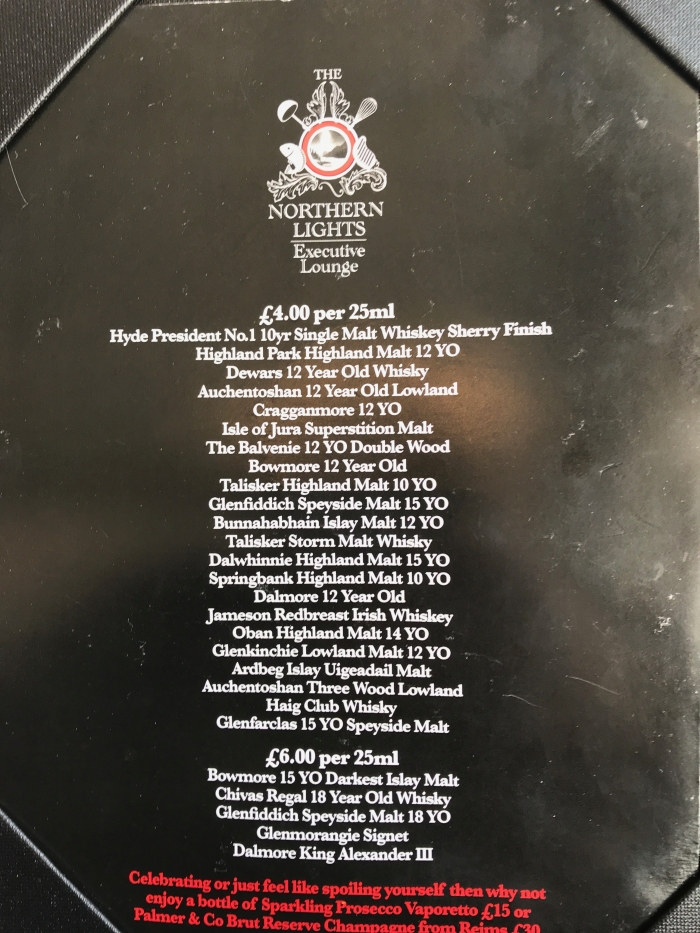 THE
NORTHERN
LIGHTS
Executive
Lounge
£4.00 per 25ml
Hyde President No.1 10yr Single Malt Whiskey Sherry Finish
Highland Park Highland Malt 12 YO
Dewars 12 Year Old Whisky
Auchentoshan 12 Year Old Lowland
Cragganmore 12 YO
Isle of Jura Superstition Malt
The Balvenie 12 YO Double Wood
Bowmore 12 Year Old
Talisker Highland Malt 10 YO
Glenfiddich Speyside Malt 15 YO
Bunnahabhain Islay Malt 12 YO
Talisker Storm Malt Whisky
Dalwhinnie Highland Malt 15 YO
Springbank Highland Malt 10 YO
Dalmore 12 Year Old
Jameson Redbreast Irish Whiskey
Oban Highland Malt 14 YO
Glenkinchie Lowland Malt 12 YO
Ardbeg Islay Uigeadail Malt
Auchentoshan Three Wood Lowland
Haig Club Whisky
Glenfarclas 15 YO Speyside Malt
£6.00 per 25ml
Bowmore 15 YO Darkest Islay Malt
Chivas Regal 18 Year Old Whisky
Glenfiddich Speyside Malt 18 YO
Glenmorangie Signet
Dalmore King Alexander III
Celebrating or just feel like spoiling yourself then why not
enjoy a bottle of Sparkling Prosecco Vaporetto £15 or
Palmer & Co Brut Reserve Champagne from Reims £30